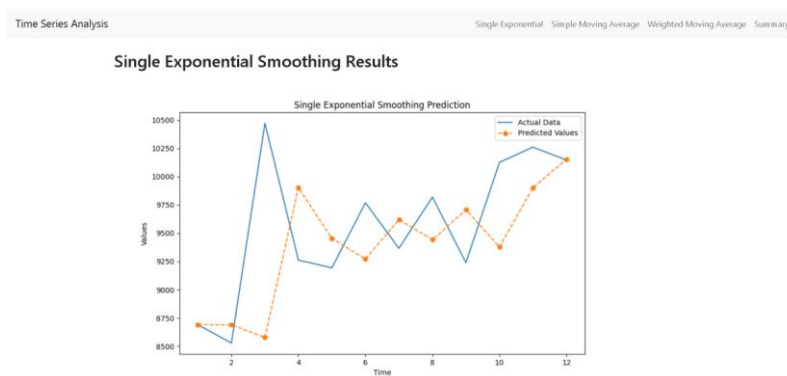 Time Series Analysis
Single Exponential Simple Moving Average Weighted Moving Average Summary
Single Exponential Smoothing Results
Single Exponential Smoothing Prediction
Actual Data
Predicted Values
Values
10500
10250
10000
9750
9500
9250
9000
8750
8500
2 4 6 8 10 12
Time